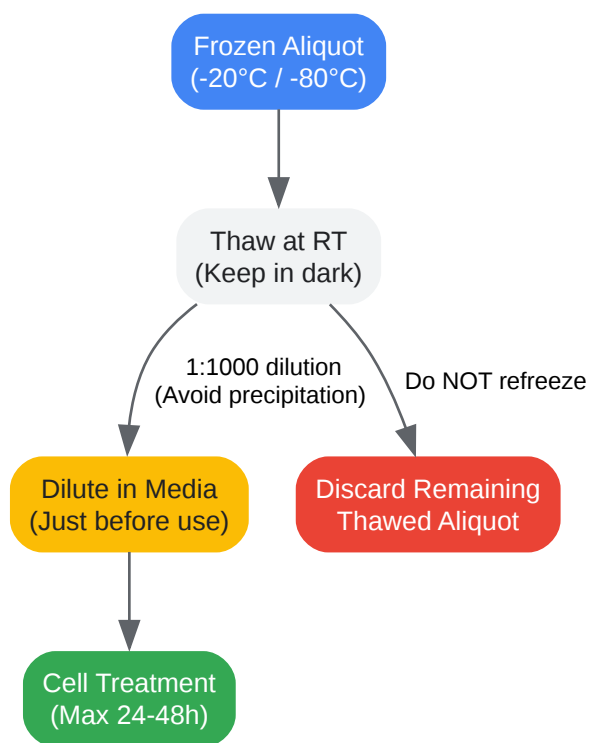 Frozen Aliquot
(-20°C / -80°C)
Thaw at RT
(Keep in dark)
1:1000 dilution
(Avoid precipitation)
Do NOT refreeze
Dilute in Media
(Just before use)
Discard Remaining
Thawed Aliquot
Cell Treatment
(Max 24-48h)